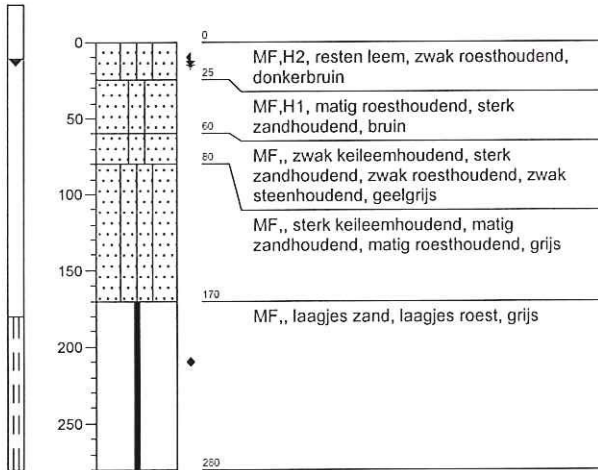 0
0
MF,H2, resten leem, zwak roesthoudend,
donkerbruin
25
MF,H1, matig roesthoudend, sterk
zandhoudend, bruin
50
60
MF,, zwak keileemhoudend, sterk
zandhoudend, zwak roesthoudend, zwak
steenhoudend, geelgrijs
80
100
MF,, sterk keileemhoudend, matig
zandhoudend, matig roesthoudend, grijs
150
170
MF,, laagjes zand, laagjes roest, grijs
200
250
280